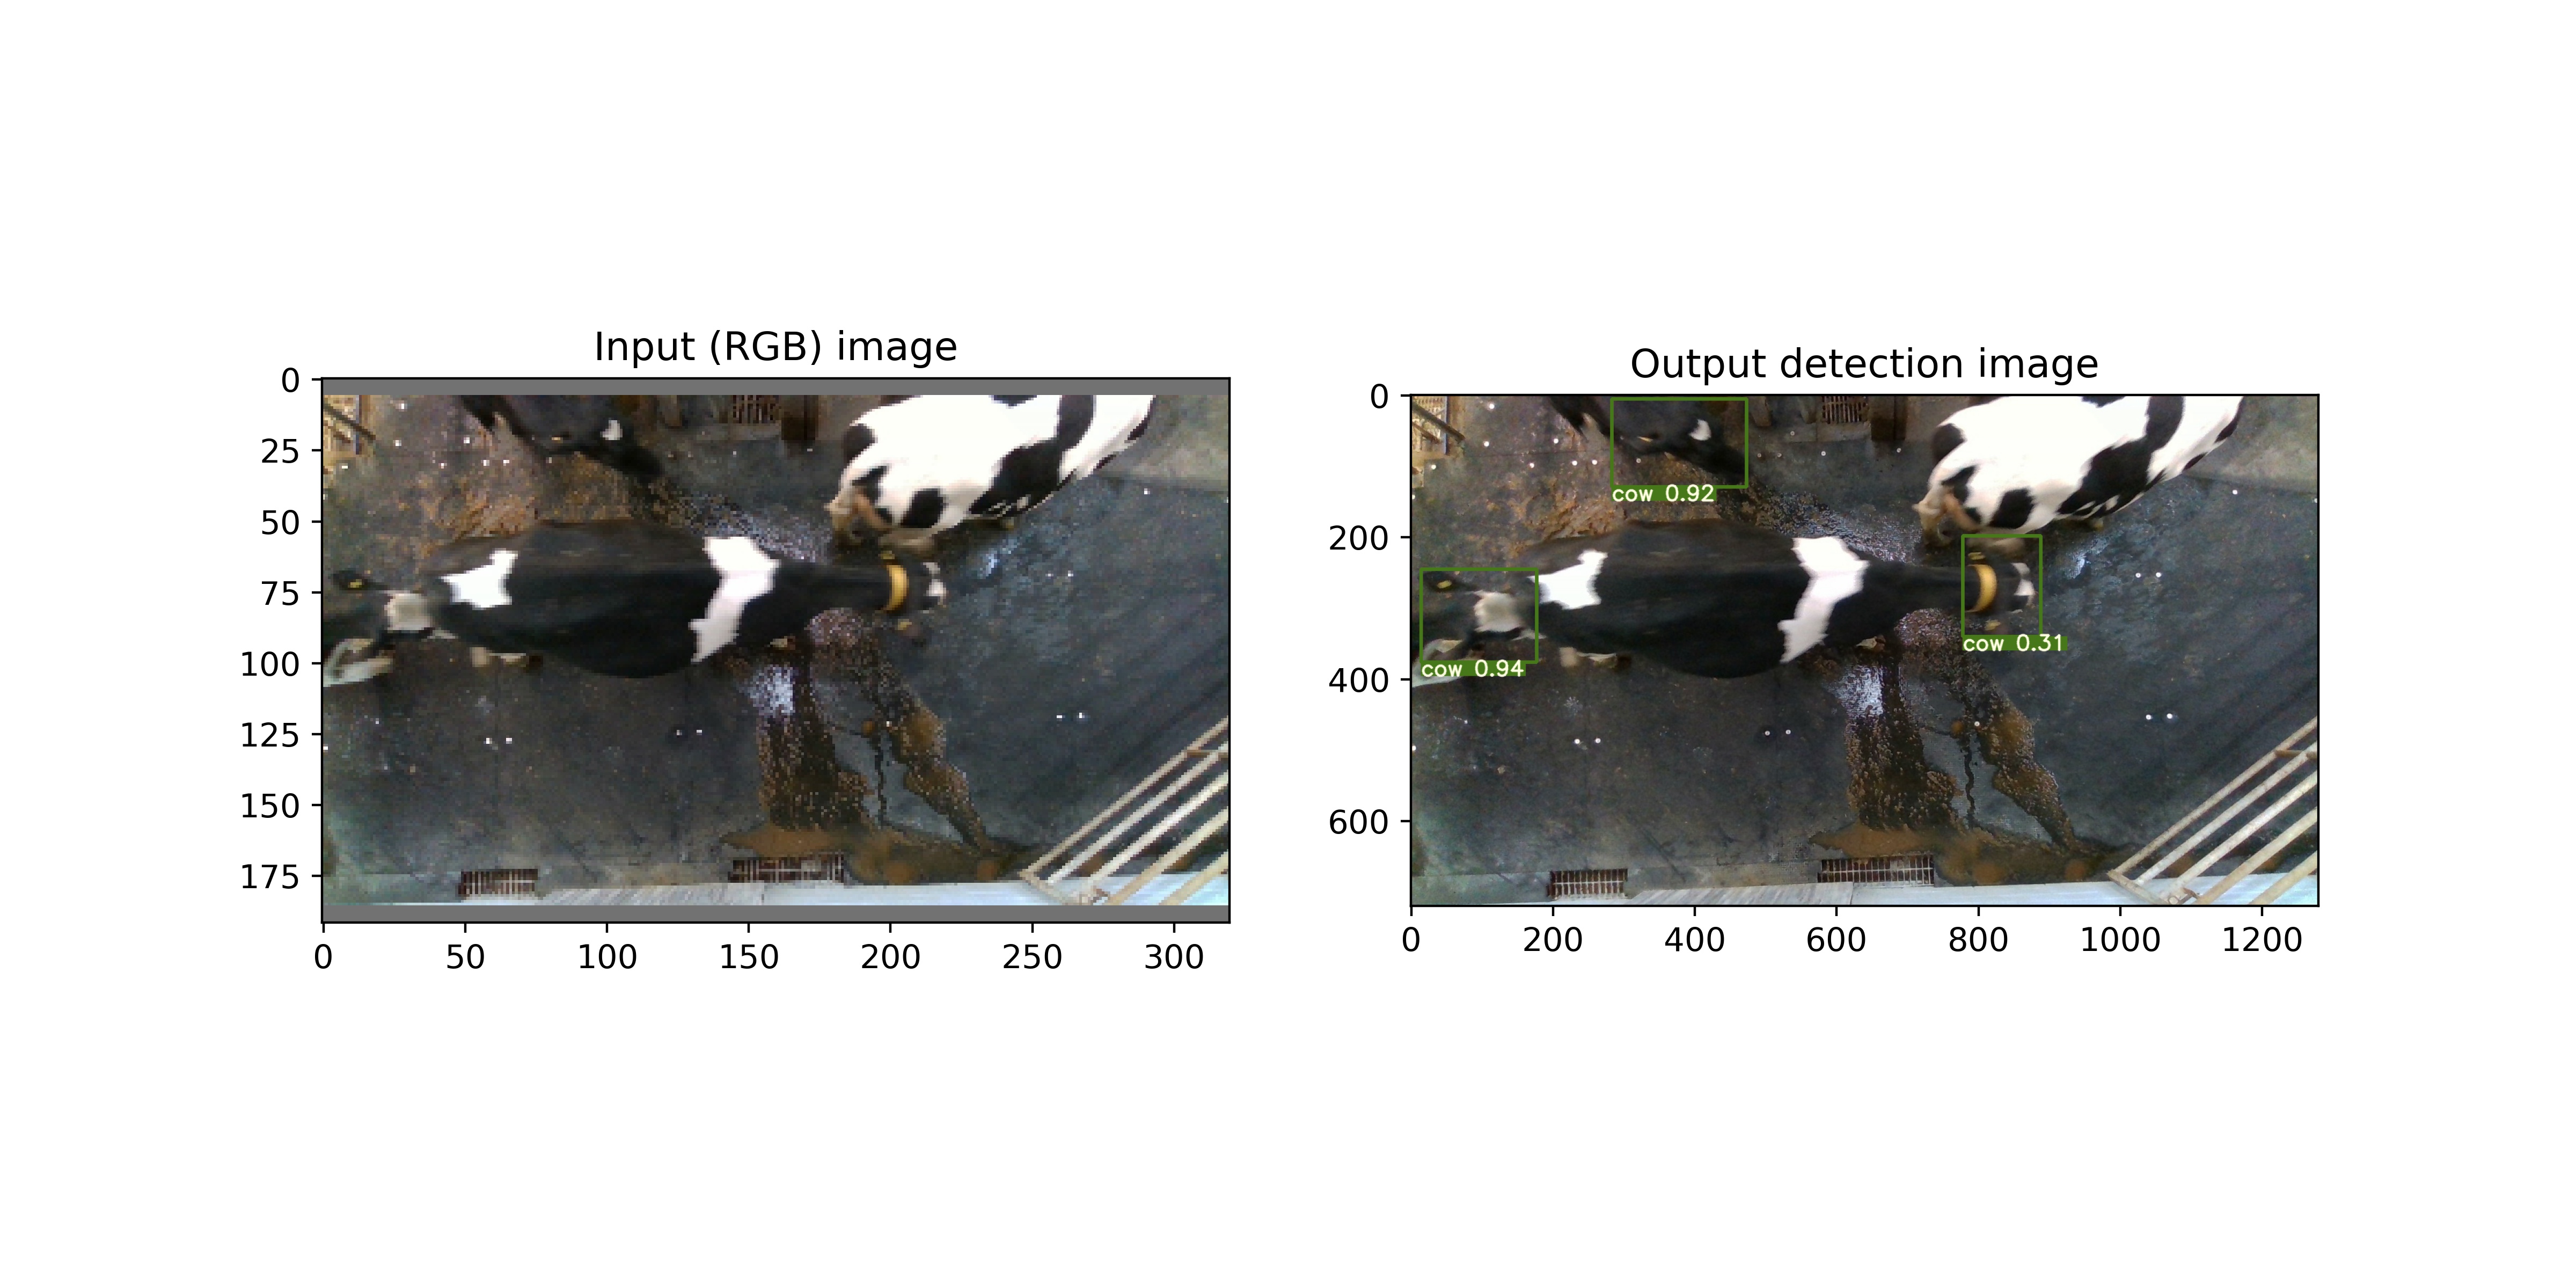 Input (RGB) image
0
25
50
75
100
125
150
175
0 50 100 150 200 250 300
Output detection image
0
200
400
600
0 200 400 600 800 1000 1200
cow 0.92
cow 0.31
cow 0.94